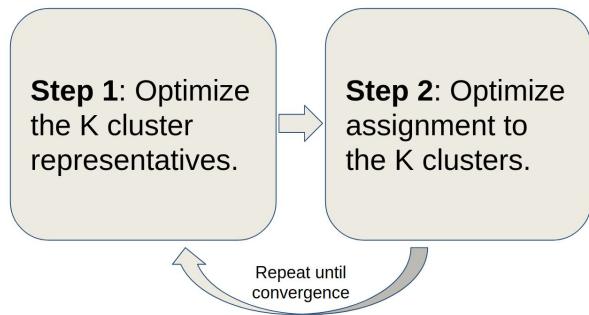 Step 1: Optimize
the K cluster
representatives.
Step 2: Optimize
assignment to
the K clusters.
Repeat until
convergence